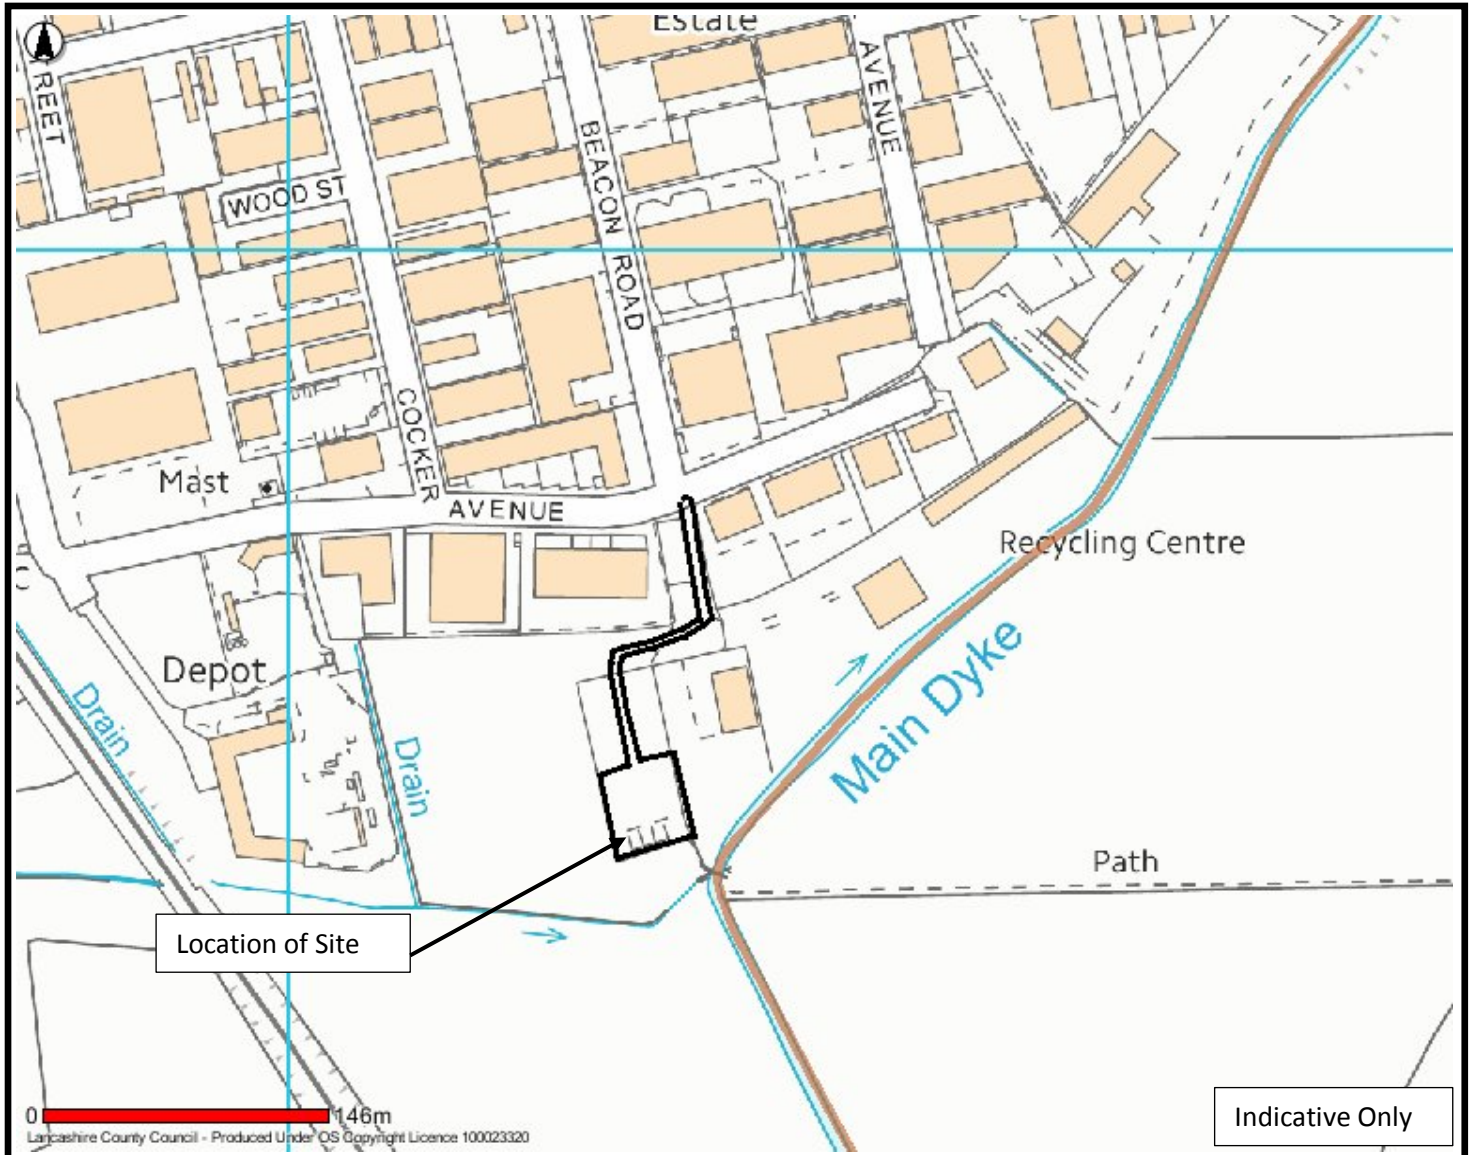 Estate
REET
AVENUE
BEACON ROAD
WOOD ST
COCKER
AVENUE
Mast
C
Recycling Centre
Depot
Drain
Drain
Main Dyke
Path
Location of Site
0 146m
Lancashire County Council - Produced Under OS Copyright Licence 100023320
Indicative Only